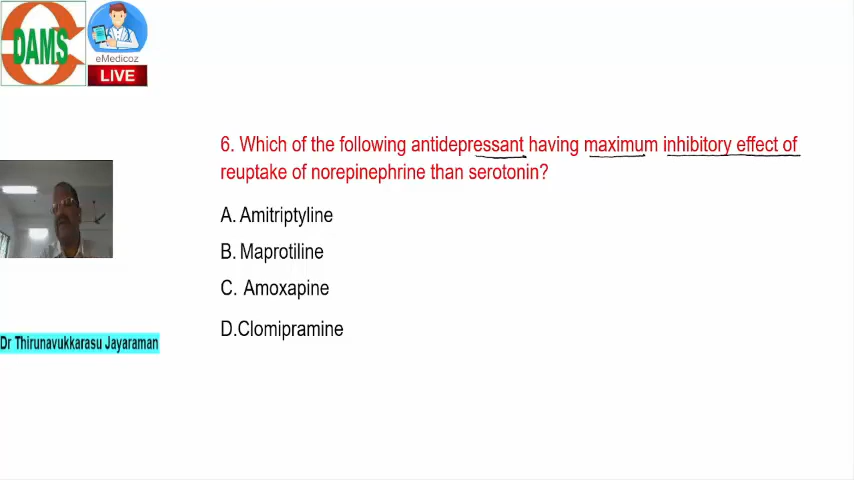 DAMS
eMedicoz
LIVE
6. Which of the following antidepressant having maximum inhibitory effect of
reuptake of norepinephrine than serotonin?
A. Amitriptyline
B. Maprotiline
C. Amoxapine
D.Clomipramine
Dr Thirunavukkarasu Jayaraman